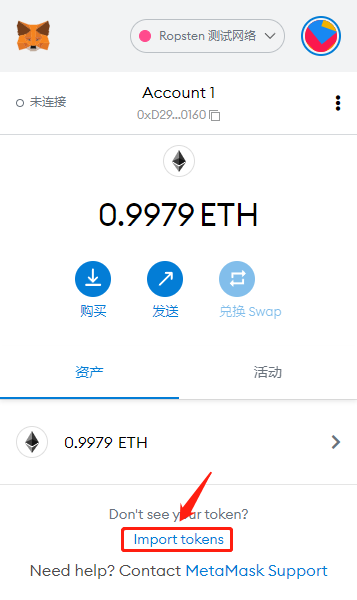 Ropsten 测试网络
未连接
Account 1
0xD29...0160
0.9979 ETH
购买
发送
兑换 Swap
资产
活动
0.9979 ETH
Don't see your token?
Import tokens
Need help? Contact MetaMask Support